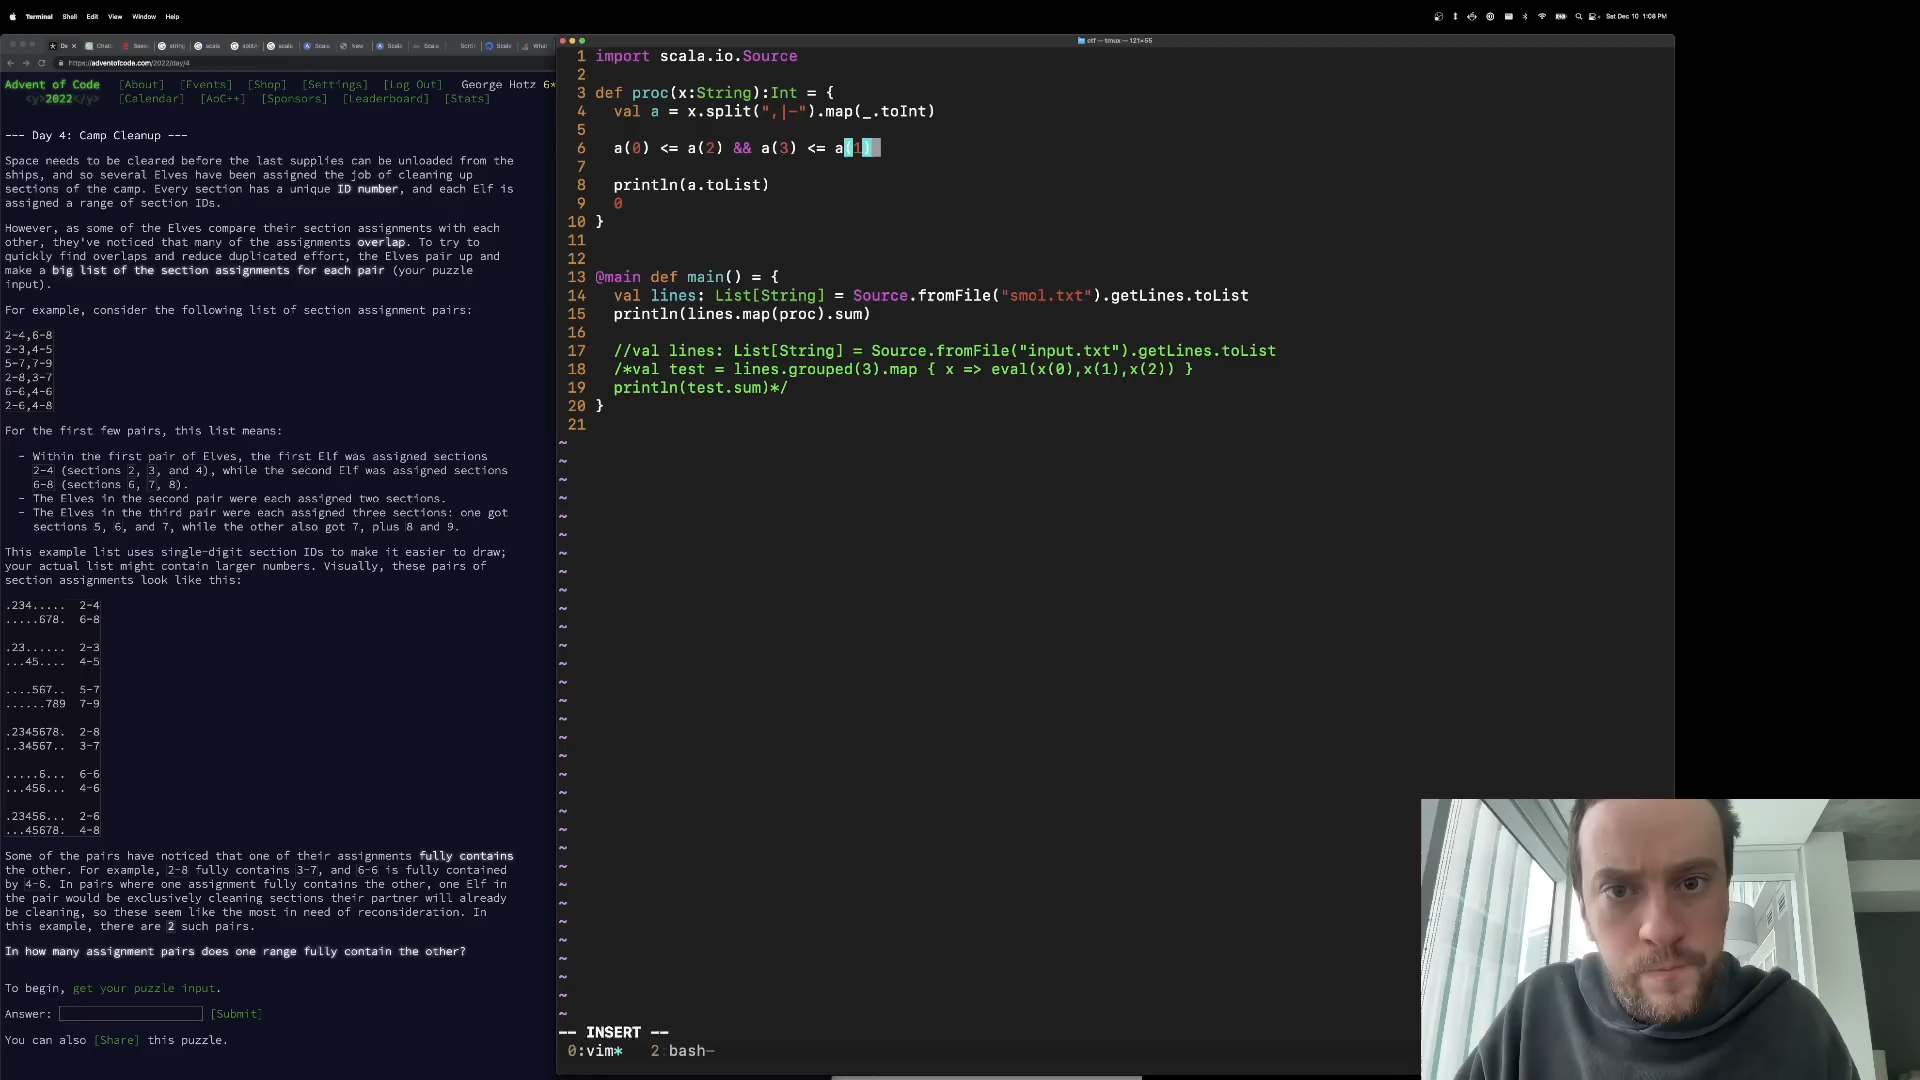 Terminal Shell Edit View Window Help
Sat Dec 10 1:08 PM
https://adventofcode.com/2022/day/4
Advent of Code [About] [Events] [Shop] [Settings] [Log Out] George Hotz 6*
<y>2022</y> [Calendar] [AoC++] [Sponsors] [Leaderboard] [Stats]
--- Day 4: Camp Cleanup ---
Space needs to be cleared before the last supplies can be unloaded from the
ships, and so several Elves have been assigned the job of cleaning up
sections of the camp. Every section has a unique ID number, and each Elf is
assigned a range of section IDs.
However, as some of the Elves compare their section assignments with each
other, they've noticed that many of the assignments overlap. To try to
quickly find overlaps and reduce duplicated effort, the Elves pair up and
make a big list of the section assignments for each pair (your puzzle
input).
For example, consider the following list of section assignment pairs:
2-4,6-8
2-3,4-5
5-7,7-9
2-8,3-7
6-6,4-6
2-6,4-8
For the first few pairs, this list means:
- Within the first pair of Elves, the first Elf was assigned sections
2-4 (sections 2, 3, and 4), while the second Elf was assigned sections
6-8 (sections 6, 7, 8).
- The Elves in the second pair were each assigned two sections.
- The Elves in the third pair were each assigned three sections: one got
sections 5, 6, and 7, while the other also got 7, plus 8 and 9.
This example list uses single-digit section IDs to make it easier to draw;
your actual list might contain larger numbers. Visually, these pairs of
section assignments look like this:
.234..... 2-4
.....678. 6-8
.23...... 2-3
...45.... 4-5
....567.. 5-7
......789 7-9
.2345678. 2-8
..34567.. 3-7
.....6... 6-6
...456... 4-6
.23456... 2-6
...45678. 4-8
Some of the pairs have noticed that one of their assignments fully contains
the other. For example, 2-8 fully contains 3-7, and 6-6 is fully contained
by 4-6. In pairs where one assignment fully contains the other, one Elf in
the pair would be exclusively cleaning sections their partner will already
be cleaning, so these seem like the most in need of reconsideration. In
this example, there are 2 such pairs.
In how many assignment pairs does one range fully contain the other?
To begin, get your puzzle input.
Answer: [Submit]
You can also [Share] this puzzle.
ctf — tmux — 121×55
1 import scala.io.Source
2
3 def proc(x:String):Int = {
4 val a = x.split(",|-").map(_.toInt)
5
6 a(0) <= a(2) && a(3) <= a(1)
7
8 println(a.toList)
9 0
10 }
11
12
13 @main def main() = {
14 val lines: List[String] = Source.fromFile("smol.txt").getLines.toList
15 println(lines.map(proc).sum)
16
17 //val lines: List[String] = Source.fromFile("input.txt").getLines.toList
18 /*val test = lines.grouped(3).map { x => eval(x(0),x(1),x(2)) }
19 println(test.sum)*/
20 }
21
-- INSERT --
0:vim* 2:bash-